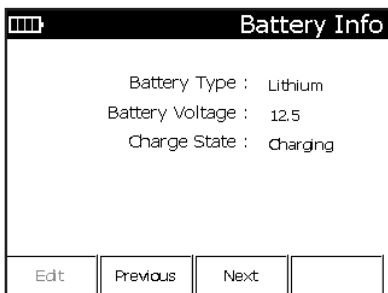 Battery Info
Battery Type : Lithium
Battery Voltage : 12.5
Charge State : Charging
Edit Previous Next